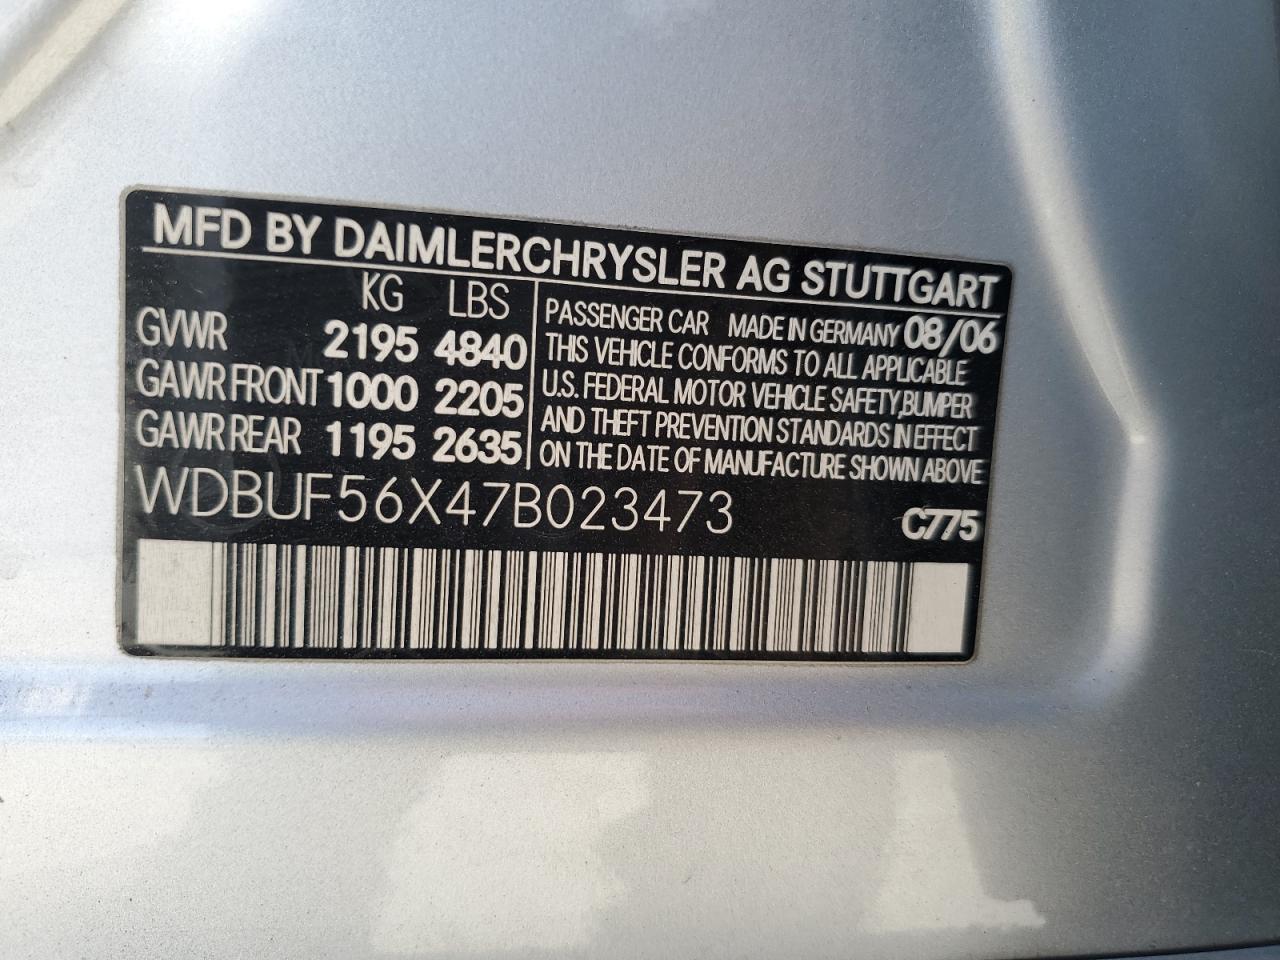 MFD BY DAIMLERCHRYSLER AG STUTTGART
KG LBS
GVWR 2195 4840
GAWR FRONT 1000 2205
GAWR REAR 1195 2635
PASSENGER CAR MADE IN GERMANY 08/06
THIS VEHICLE CONFORMS TO ALL APPLICABLE
U.S. FEDERAL MOTOR VEHICLE SAFETY,BUMPER
AND THEFT PREVENTION STANDARDS IN EFFECT
ON THE DATE OF MANUFACTURE SHOWN ABOVE
WDBUF56X47B023473
C775